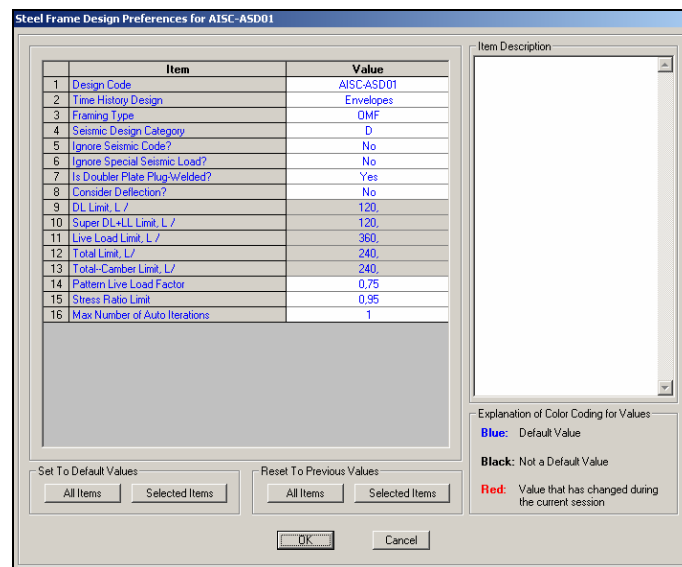 Steel Frame Design Preferences for AISC-ASD01
Item Value
1 Design Code AISC-ASD01
2 Time History Design Envelopes
3 Framing Type OMF
4 Seismic Design Category D
5 Ignore Seismic Code? No
6 Ignore Special Seismic Load? No
7 Is Doubler Plate Plug-Welded? Yes
8 Consider Deflection? No
9 DL Limit, L / 120,
10 Super DL+LL Limit, L / 120,
11 Live Load Limit, L / 360,
12 Total Limit, L/ 240,
13 Total--Camber Limit, L/ 240,
14 Pattern Live Load Factor 0,75
15 Stress Ratio Limit 0,95
16 Max Number of Auto Iterations 1
Item Description
Explanation of Color Coding for Values
Blue: Default Value
Black: Not a Default Value
Red: Value that has changed during
the current session
Set To Default Values
All Items Selected Items
Reset To Previous Values
All Items Selected Items
OK Cancel